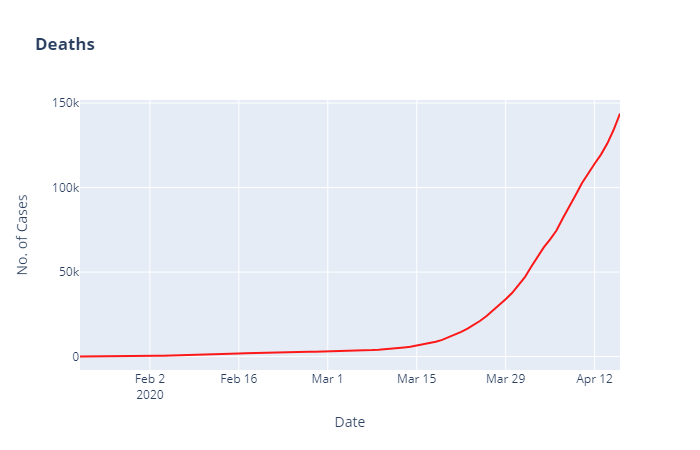 Deaths
150k
100k
50k
0
No. of Cases
Feb 2
2020
Feb 16
Mar 1
Mar 15
Mar 29
Apr 12
Date